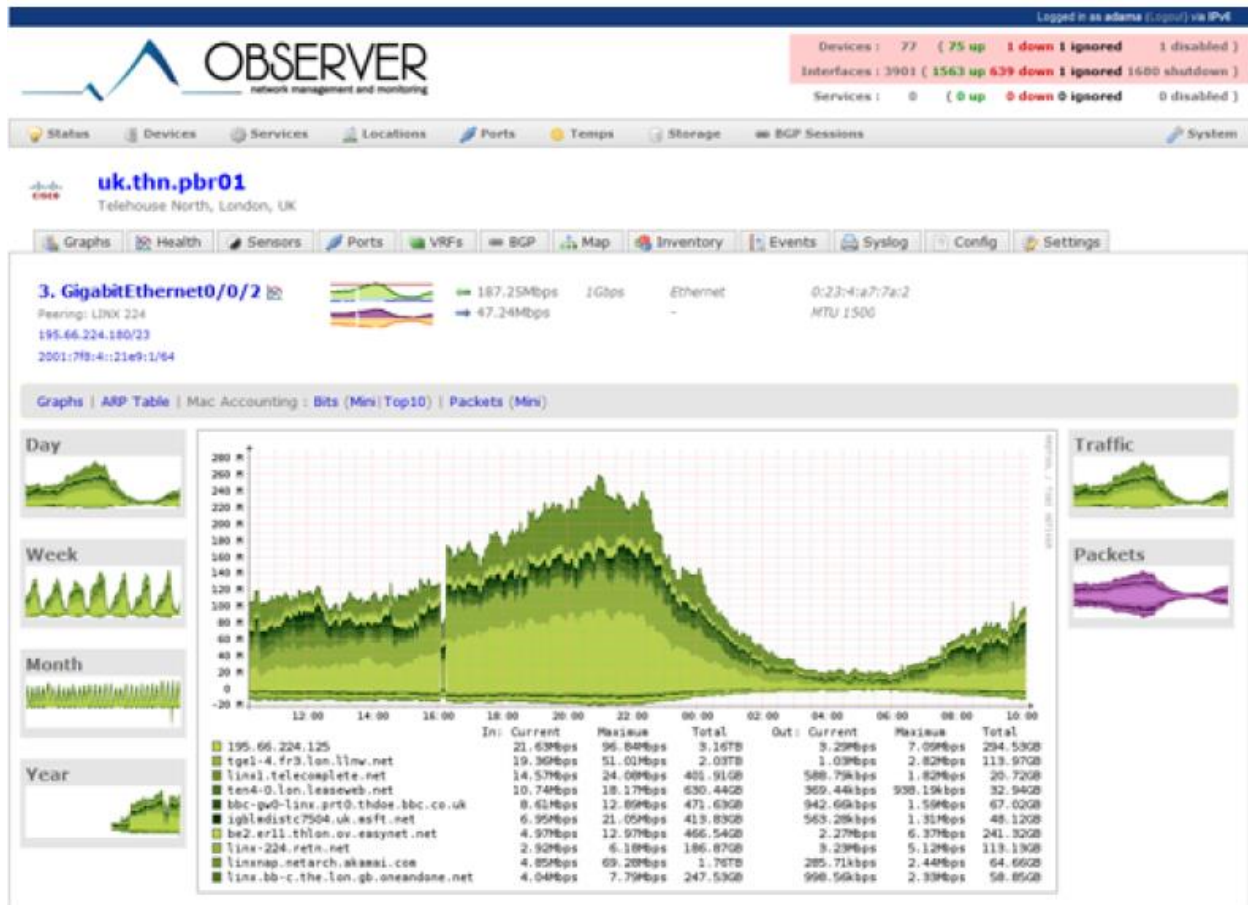 Logged in as adama (Logout) via IPv6
OBSERVER
network management and monitoring
Devices : 77 ( 75 up 1 down 1 ignored 1 disabled )
Interfaces : 3901 ( 1563 up 639 down 1 ignored 1680 shutdown )
Services : 0 ( 0 up 0 down 0 ignored 0 disabled )
Status Devices Services Locations Ports Temps Storage BGP Sessions System
CISCO
uk.thn.pbr01
Telehouse North, London, UK
Graphs Health Sensors Ports VRFs BGP Map Inventory Events Syslog Config Settings
3. GigabitEthernet0/0/2 187.25Mbps 1Gbps Ethernet 0:23:4:a7:7a:2
Peering: LINX 224 47.24Mbps - MTU 1500
195.66.224.180/23
2001:7f8:4::21e9:1/64
Graphs | ARP Table | Mac Accounting : Bits (Mini|Top10) | Packets (Mini)
Day
Week
Month
Year
280 M
260 M
240 M
220 M
200 M
180 M
160 M
140 M
120 M
100 M
80 M
60 M
40 M
20 M
0
-20 M
12:00 14:00 16:00 18:00 20:00 22:00 00:00 02:00 04:00 06:00 08:00 10:00
In: Current Maximum Total Out: Current Maximum Total
195.66.224.125 21.63Mbps 96.84Mbps 3.16TB 3.29Mbps 7.09Mbps 294.53GB
tge1-4.fr3.lon.llnw.net 19.36Mbps 51.01Mbps 2.03TB 1.03Mbps 2.82Mbps 113.97GB
linx1.telecomplete.net 14.57Mbps 24.08Mbps 401.91GB 588.79kbps 1.82Mbps 20.72GB
ten4-0.lon.leaseweb.net 10.74Mbps 18.17Mbps 630.44GB 369.44kbps 938.19kbps 32.94GB
bbc-gw0-linx.prt0.thdoe.bbc.co.uk 8.61Mbps 12.89Mbps 471.63GB 942.66kbps 1.59Mbps 67.02GB
igblmdistc7504.uk.msft.net 6.95Mbps 21.05Mbps 413.83GB 563.28kbps 1.31Mbps 48.12GB
be2.er11.thlon.ov.easynet.net 4.97Mbps 12.97Mbps 466.54GB 2.27Mbps 6.37Mbps 241.32GB
linx-224.retn.net 2.92Mbps 6.18Mbps 186.87GB 3.23Mbps 5.12Mbps 113.13GB
linxnap.netarch.akamai.com 4.85Mbps 69.28Mbps 1.76TB 285.71kbps 2.44Mbps 64.66GB
linx.bb-c.the.lon.gb.oneandone.net 4.04Mbps 7.79Mbps 247.53GB 998.56kbps 2.33Mbps 58.85GB
Traffic
Packets